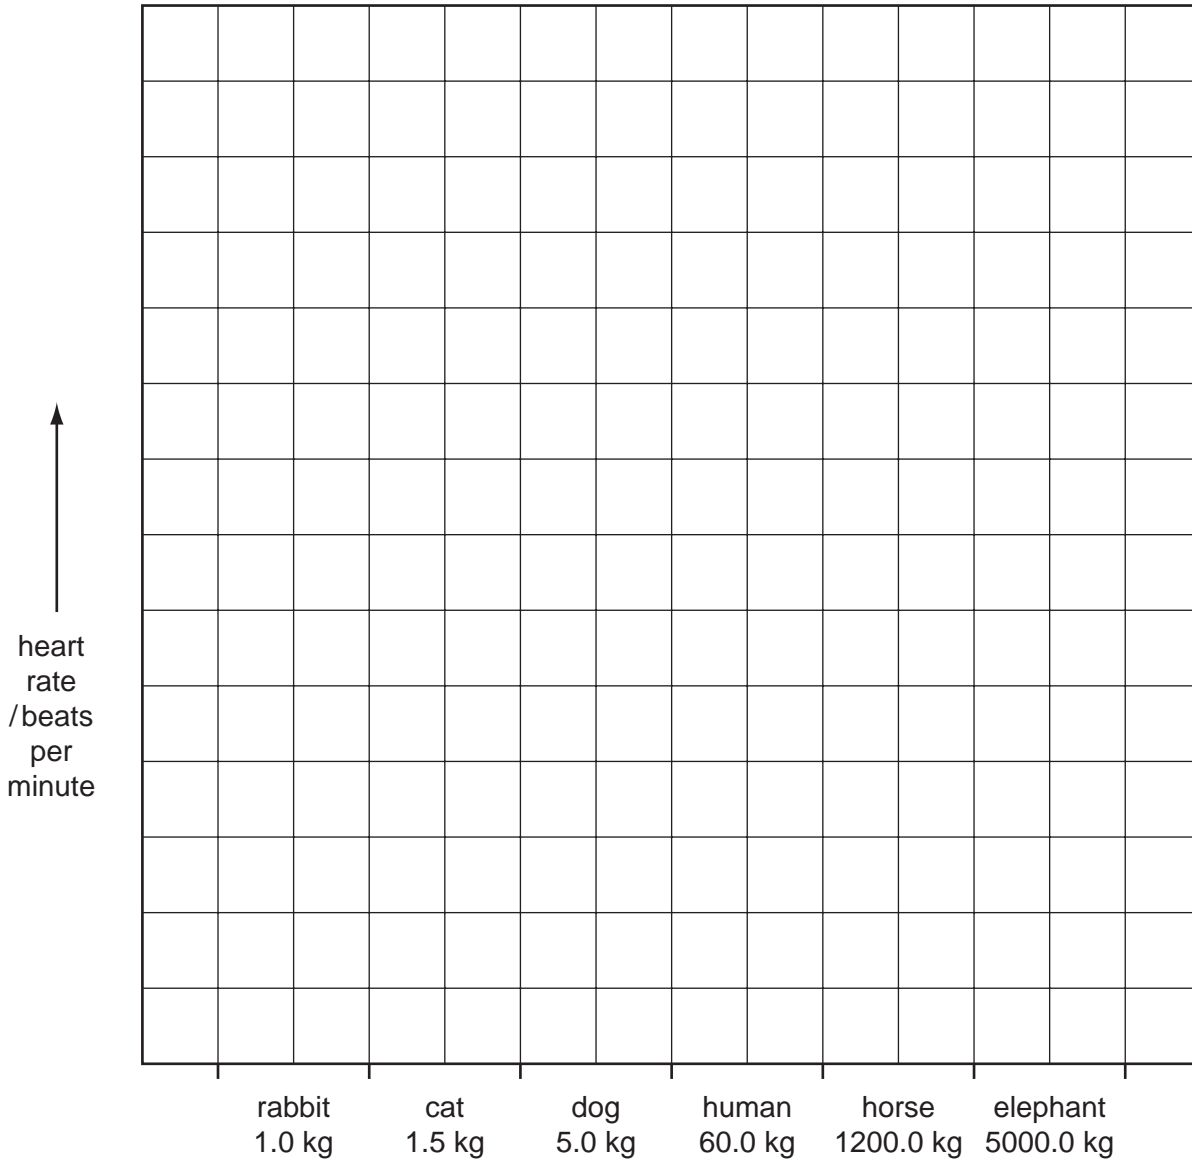 heart
rate
/beats
per
minute
rabbit cat dog human horse elephant
1.0 kg 1.5 kg 5.0 kg 60.0 kg 1200.0 kg 5000.0 kg